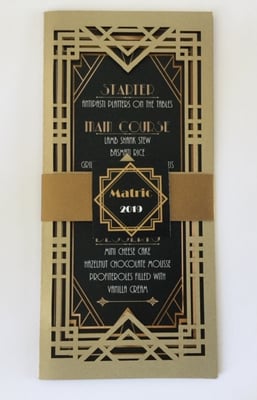 STARTER
ANTIPASTI PLATTERS ON THE TABLES
MAIN COURSE
LAMB SHANK STEW
BASMATI RICE
Matric
2019
DESSERTS
MINI CHEESE CAKE
HAZELNUT CHOCOLATE MOUSSE
PROFITEROLES FILLED WITH
VANILLA CREAM